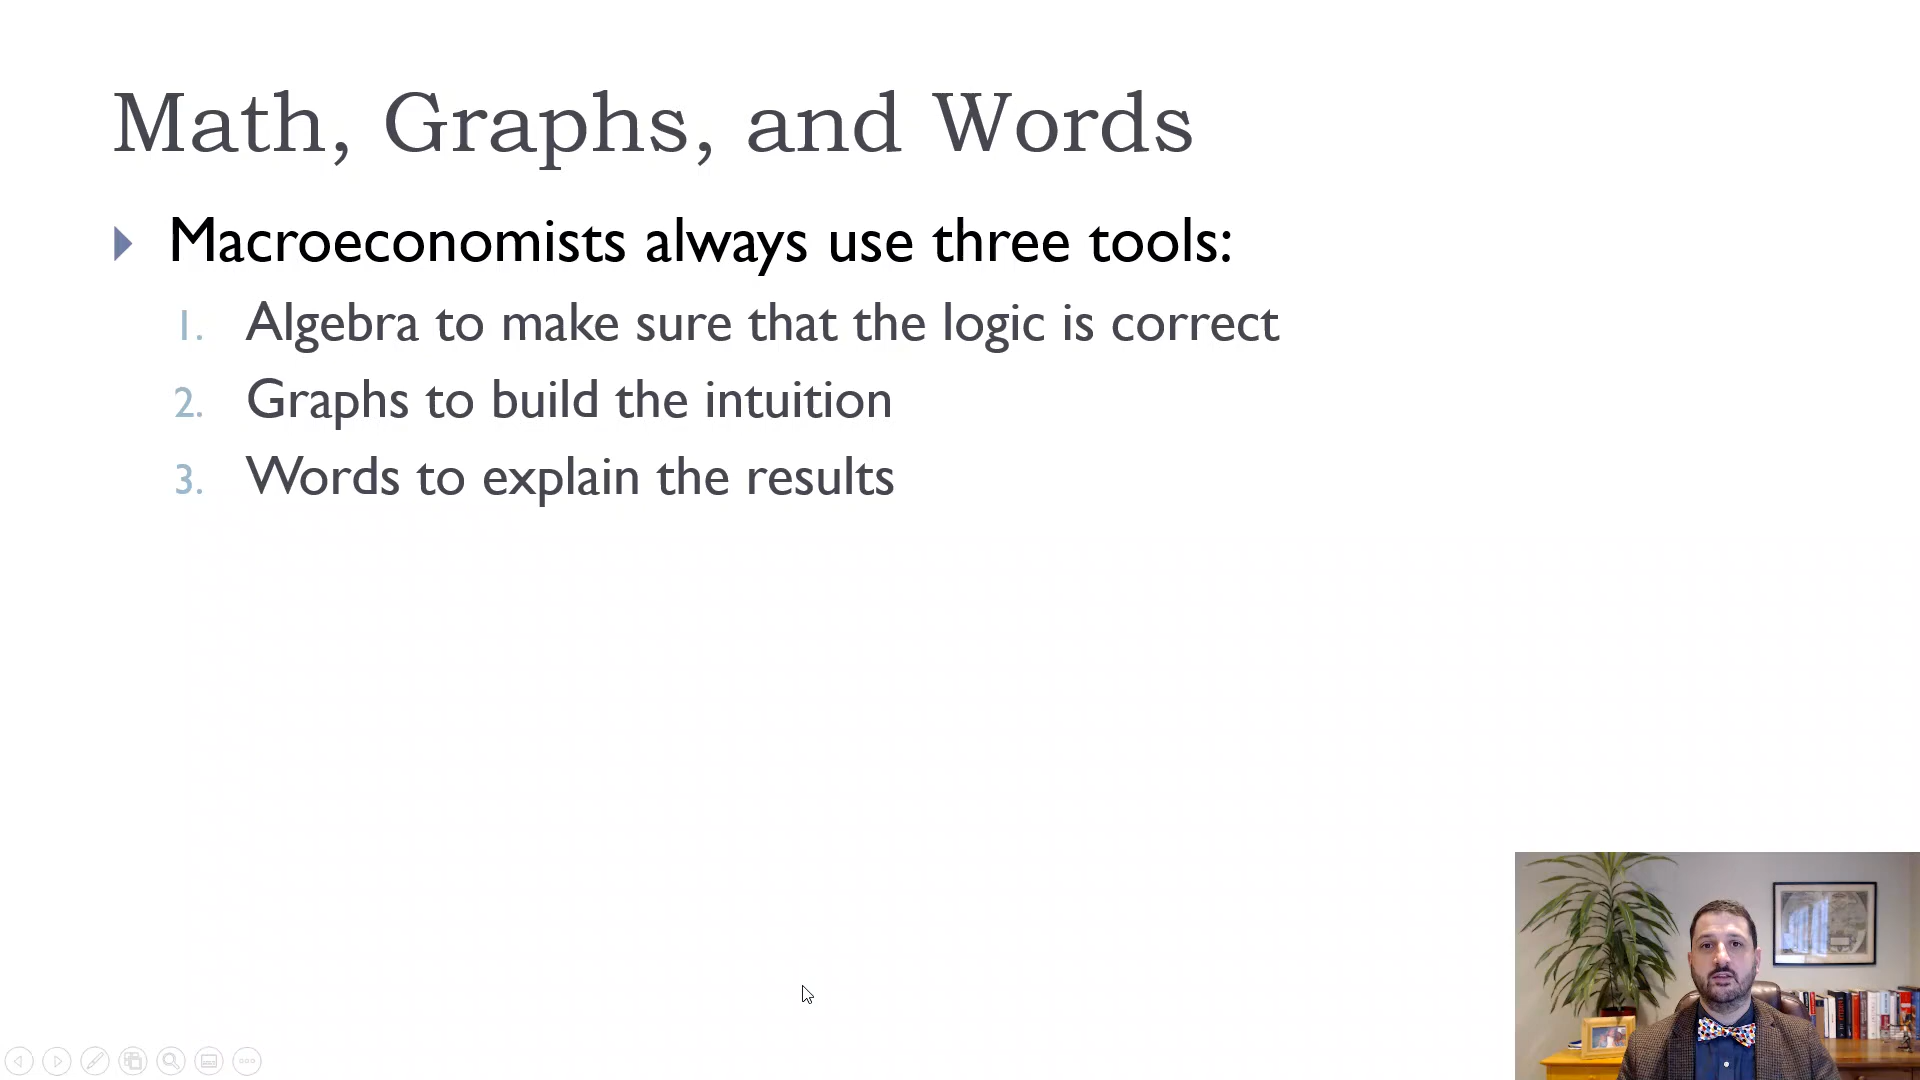 Math, Graphs, and Words
Macroeconomists always use three tools:
1. Algebra to make sure that the logic is correct
2. Graphs to build the intuition
3. Words to explain the results